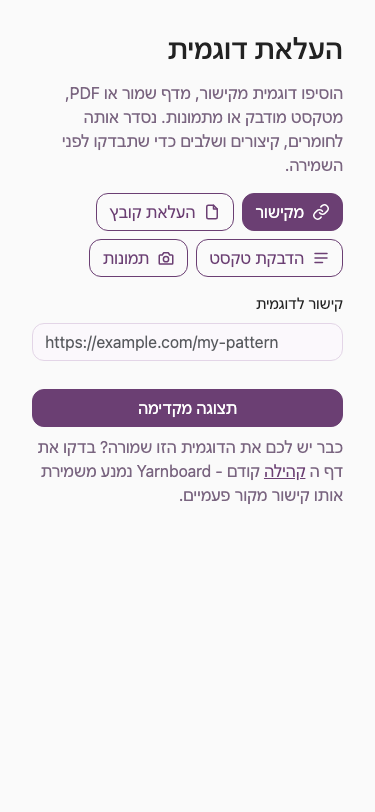 העלאת דוגמית
הוסיפו דוגמית מקישור, מדף שמור או PDF,
מטקסט מודבק או מתמונות. נסדר אותה
לחומרים, קיצורים ושלבים כדי שתבדקו לפני
השמירה.
מקישור
העלאת קובץ
הדבקת טקסט
תמונות
קישור לדוגמית
https://example.com/my-pattern
תצוגה מקדימה
כבר יש לכם את הדוגמית הזו שמורה? בדקו את
דף ה קהילה קודם - Yarnboard נמנע משמירת
אותו קישור מקור פעמיים.